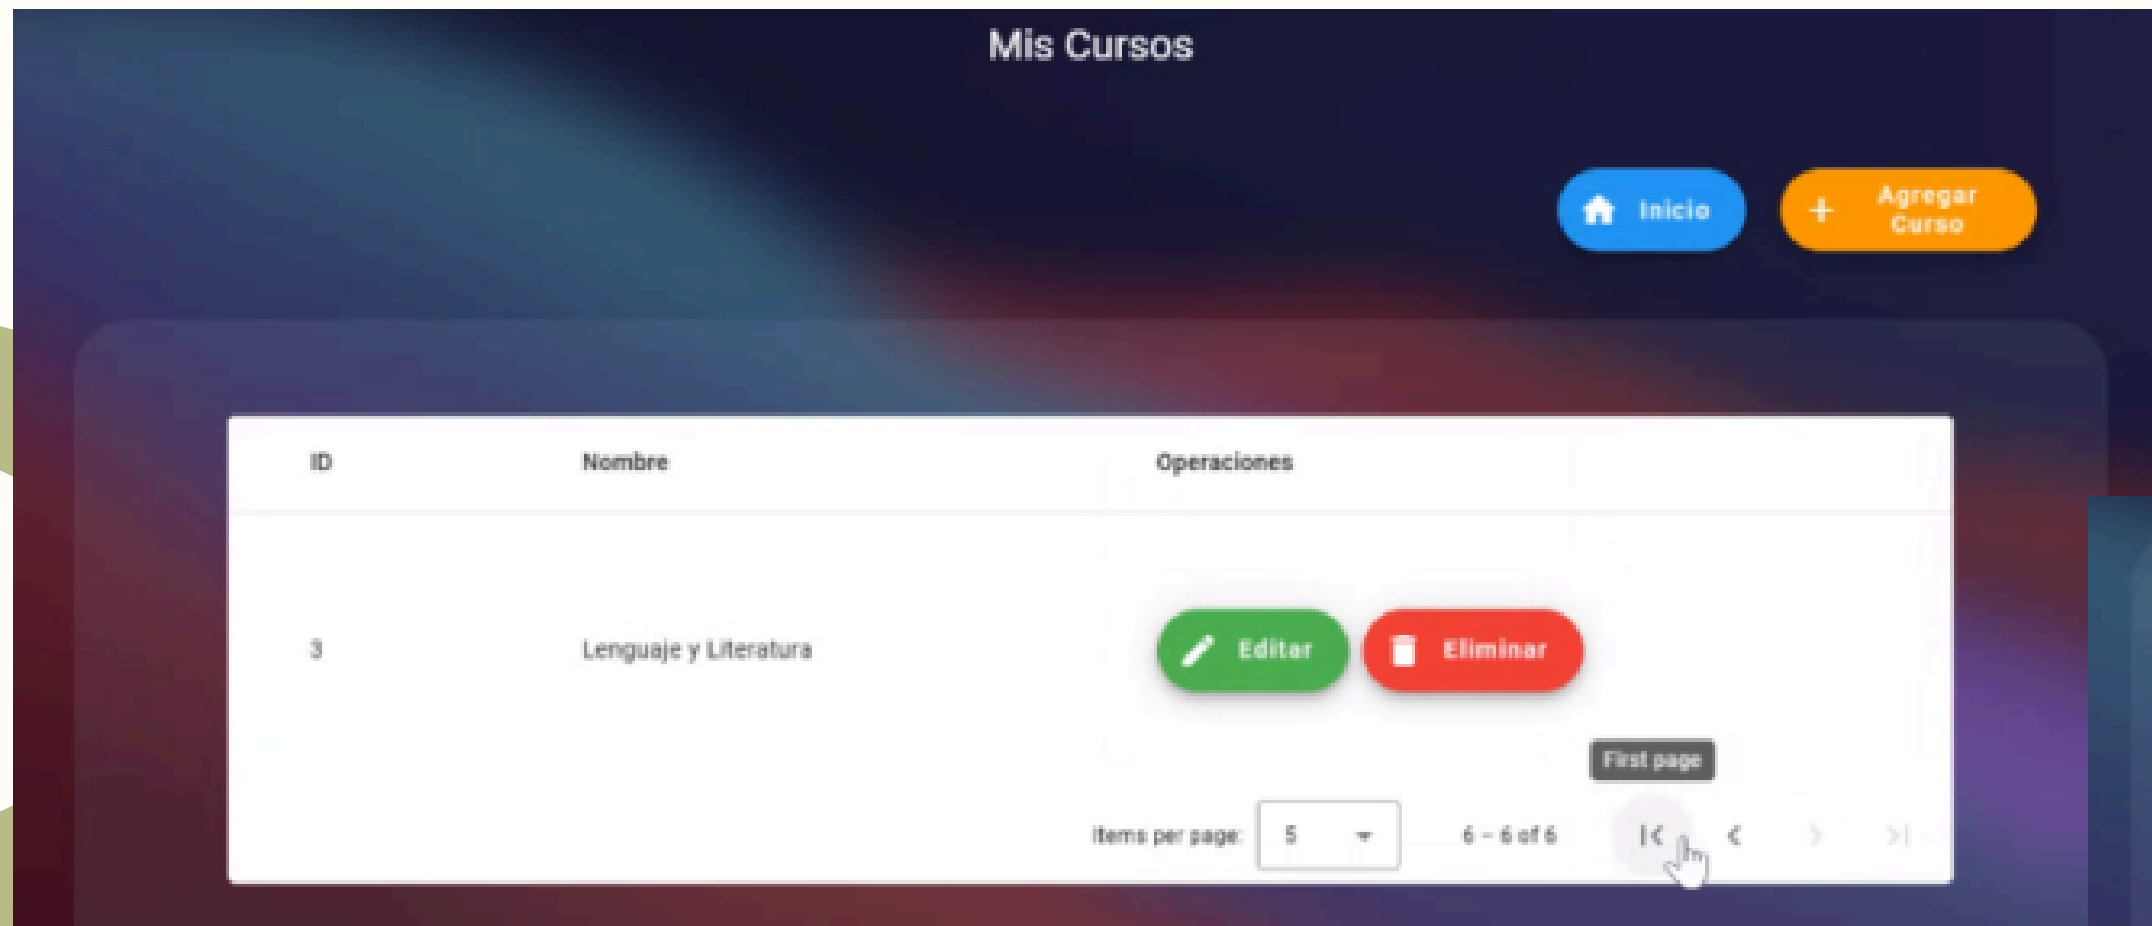 Mis Cursos
Inicio
Agregar
Curso
ID Nombre Operaciones
3 Lenguaje y Literatura Editar Eliminar
First page
Items per page: 5 6 – 6 of 6